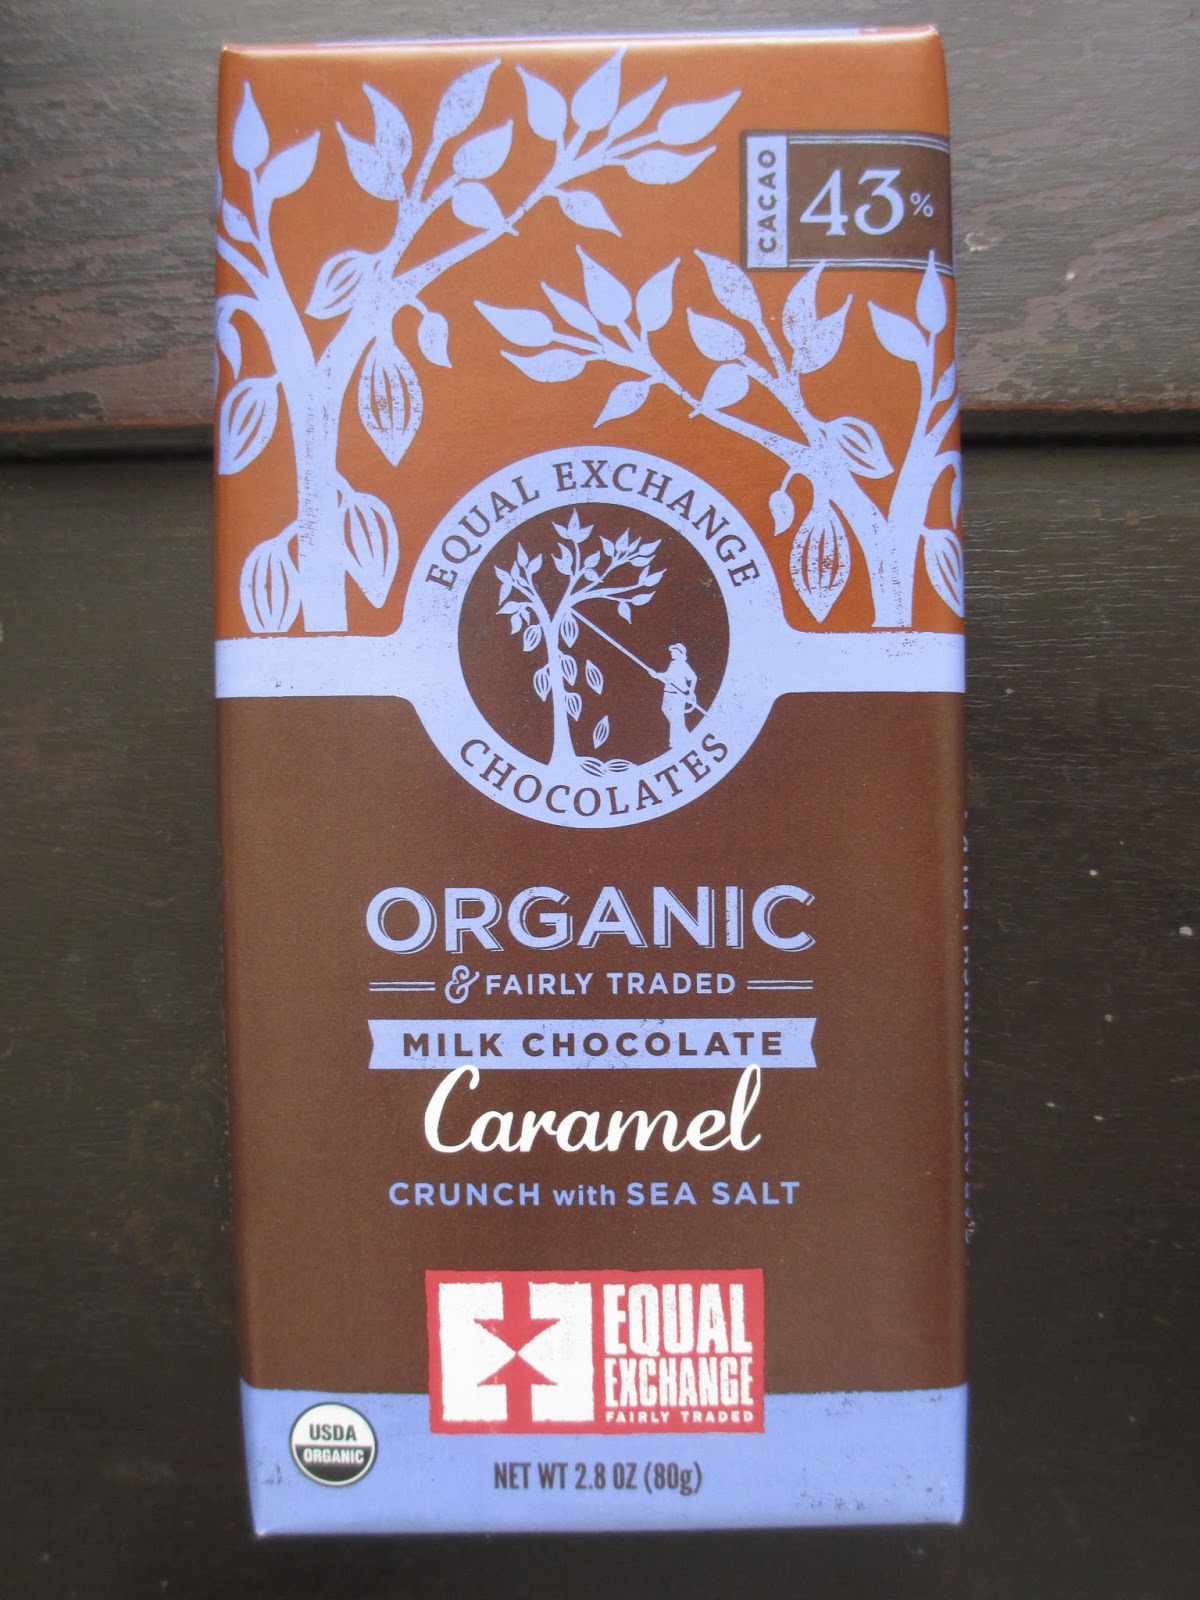 CACAO 43%
EQUAL EXCHANGE
CHOCOLATES
ORGANIC
& FAIRLY TRADED
MILK CHOCOLATE
Caramel
CRUNCH with SEA SALT
EQUAL
EXCHANGE
FAIRLY TRADED
USDA
ORGANIC
NET WT 2.8 OZ (80g)